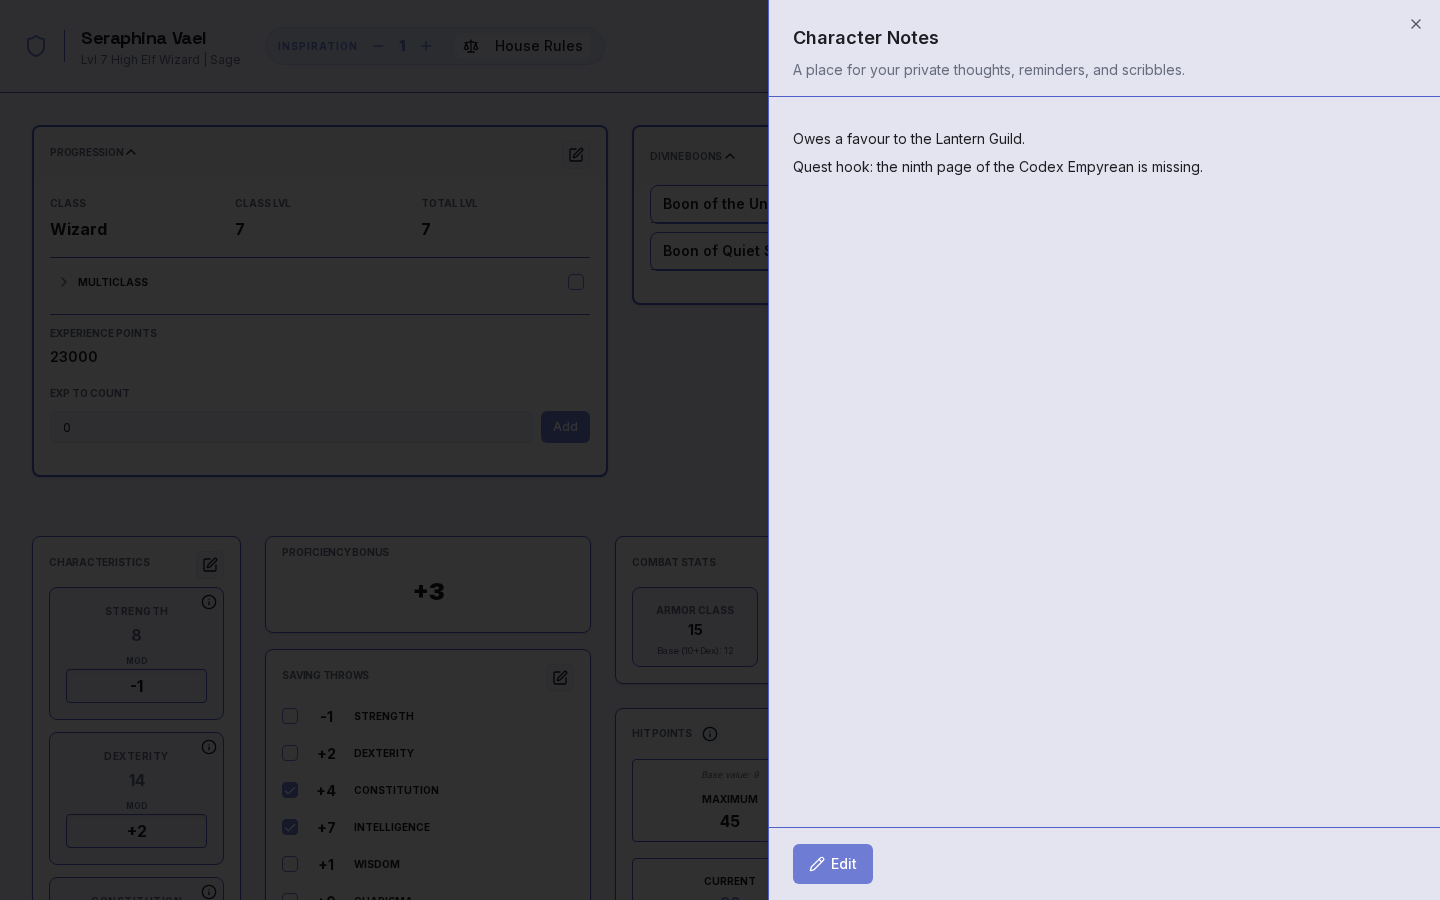 Seraphina Vael
Lvl 7 High Elf Wizard | Sage
INSPIRATION
1
House Rules
PROGRESSION
CLASS
CLASS LVL
TOTAL LVL
Wizard
7
7
MULTICLASS
EXPERIENCE POINTS
23000
EXP TO COUNT
0
Add
DIVINE BOONS
Boon of the Un
Boon of Quiet
CHARACTERISTICS
STRENGTH
8
MOD
-1
DEXTERITY
14
MOD
+2
CONSTITUTION
PROFICIENCY BONUS
+3
SAVING THROWS
-1 STRENGTH
+2 DEXTERITY
+4 CONSTITUTION
+7 INTELLIGENCE
+1 WISDOM
CHARISMA
COMBAT STATS
ARMOR CLASS
15
Base (10+Dex): 12
HIT POINTS
Base value: 9
MAXIMUM
45
CURRENT
Character Notes
A place for your private thoughts, reminders, and scribbles.
Owes a favour to the Lantern Guild.
Quest hook: the ninth page of the Codex Empyrean is missing.
Edit